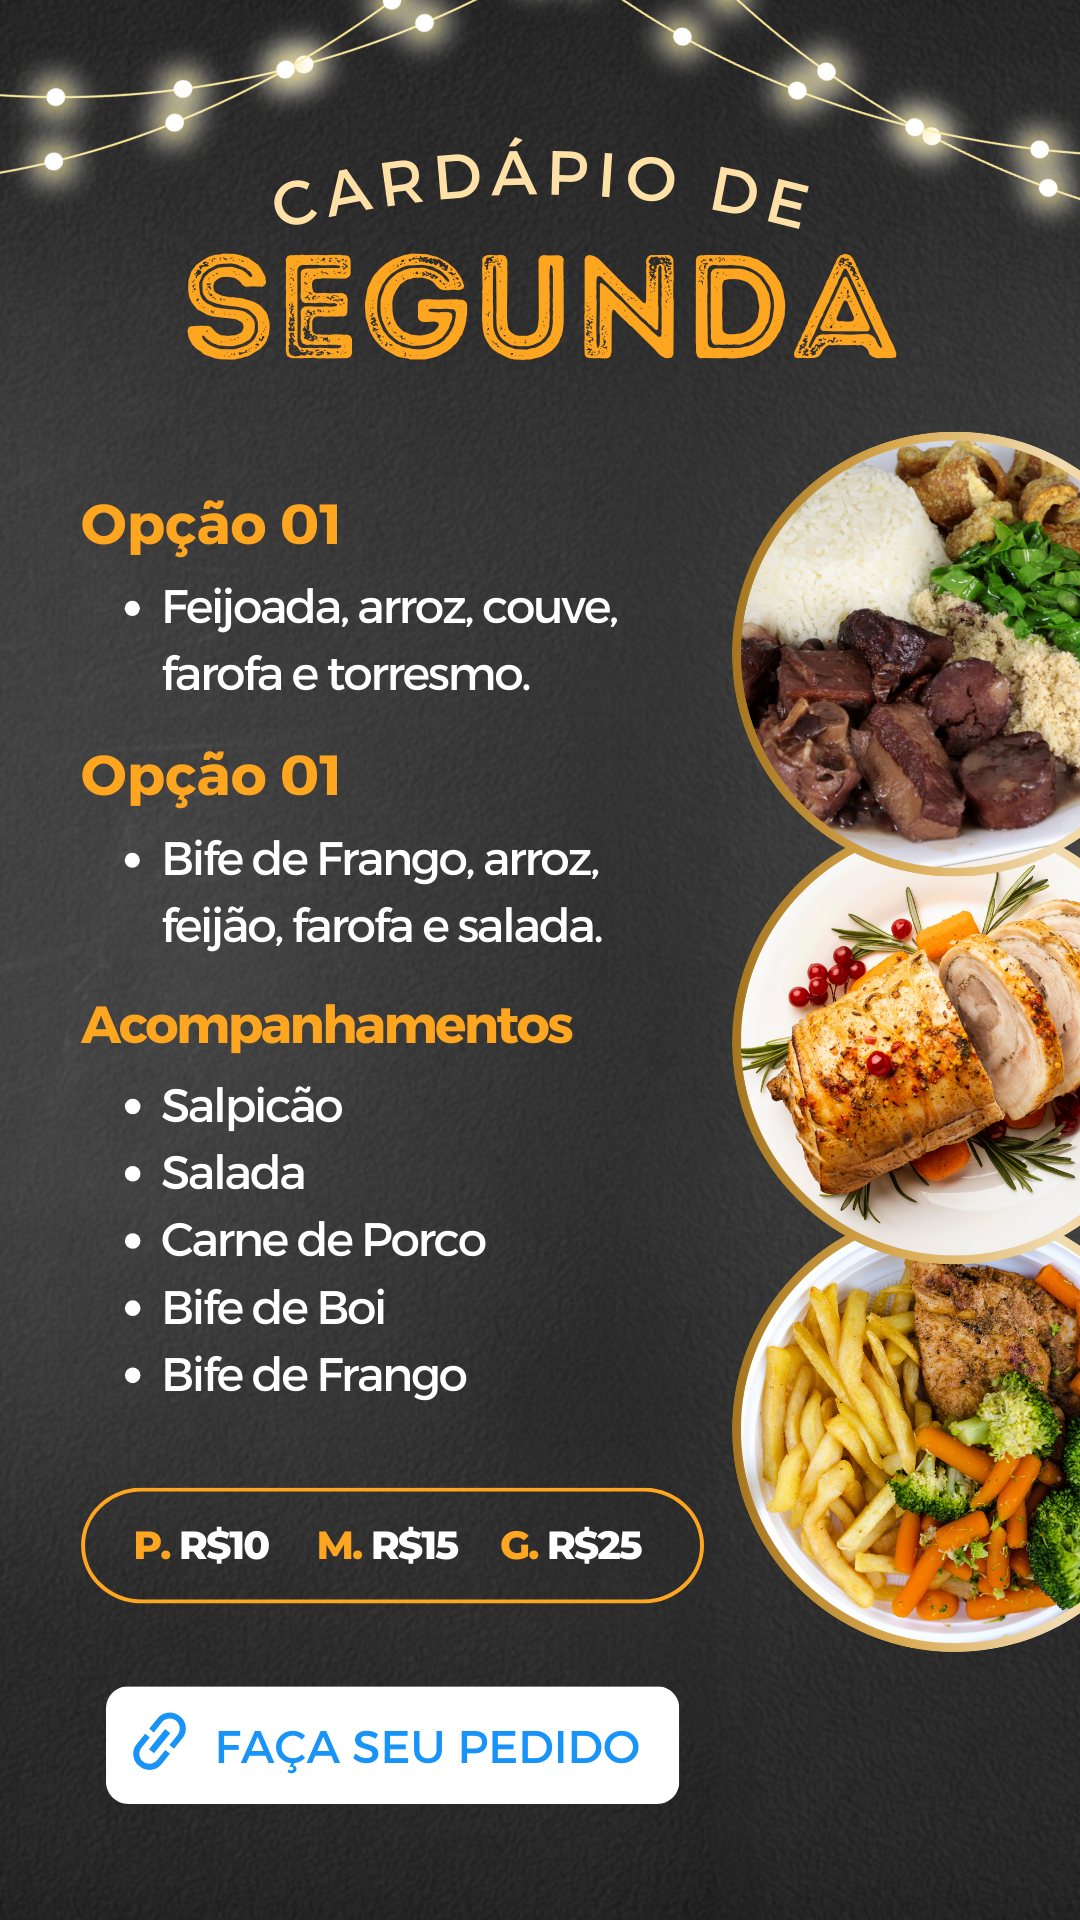 CARDÁPIO DE
SEGUNDA
Opção 01
• Feijoada, arroz, couve,
farofa e torresmo.
Opção 01
• Bife de Frango, arroz,
feijão, farofa e salada.
Acompanhamentos
• Salpicão
• Salada
• Carne de Porco
• Bife de Boi
• Bife de Frango
P. R$10 M. R$15 G. R$25
FAÇA SEU PEDIDO